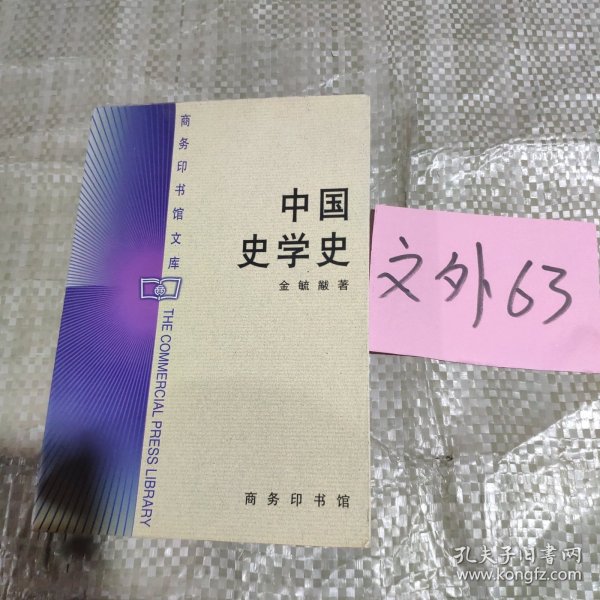 商务印书馆文库
THE COMMERCIAL PRESS LIBRARY
中国
史学史
金毓黻著
商务印书馆
文外63
孔夫子旧书网
www.kongfz.com